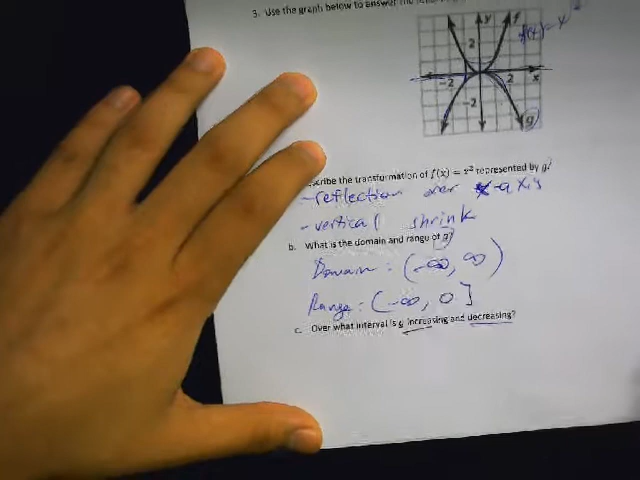 3. Use the graph below to answer the
y f f(x) = x²
2
-2 2 x
-2
g
scribe the transformation of f(x) = x² represented by g?
-reflection over x-axis
-vertical shrink
b. What is the domain and range of g?
Domain: (-∞, ∞)
Range: (-∞, 0]
c. Over what interval is g increasing and decreasing?